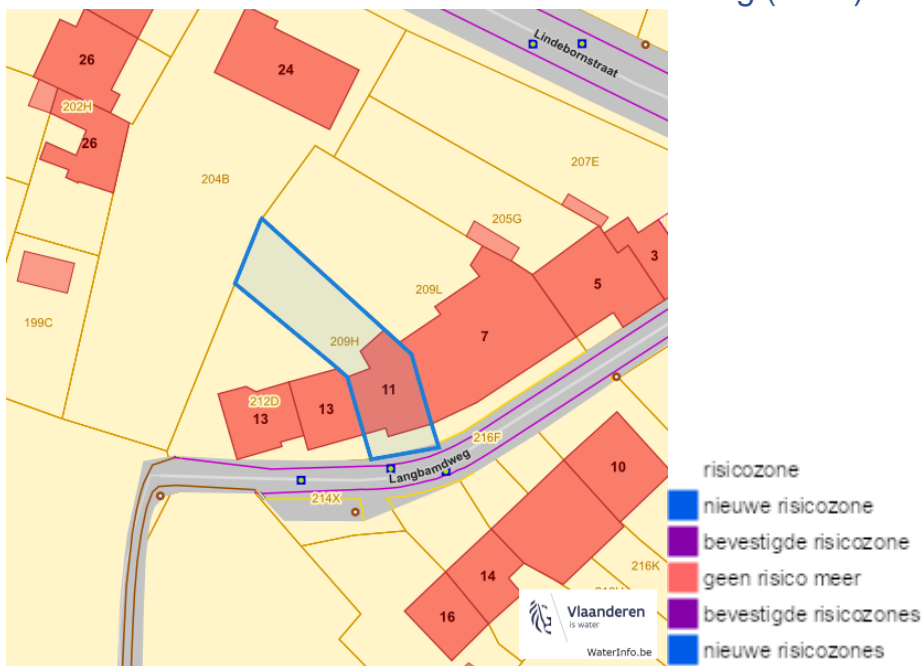 Lindebornstraat
26
24
202H
26
207E
204B
205G
3
5
209L
199C
209H
7
11
212D
13
13
216F
Langbamdweg
10
214X
14
216K
16
Vlaanderen
is water
WaterInfo.be
risicozone
nieuwe risicozone
bevestigde risicozone
geen risico meer
bevestigde risicozones
nieuwe risicozones